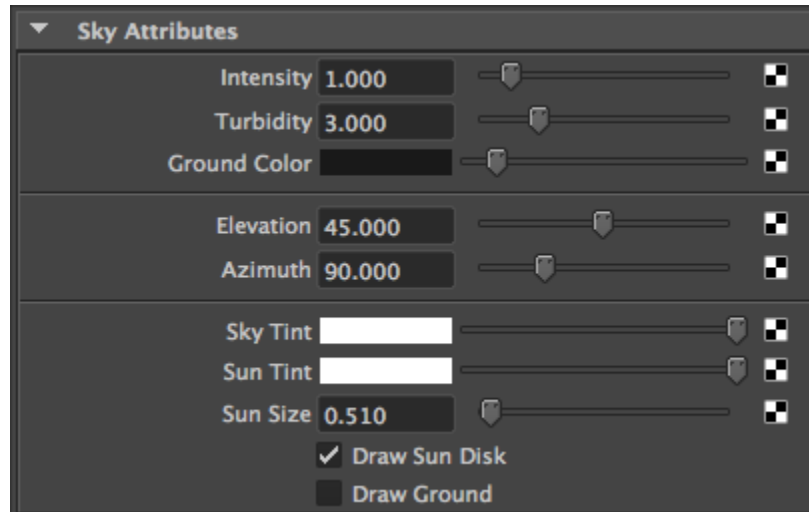 Sky Attributes
Intensity 1.000
Turbidity 3.000
Ground Color
Elevation 45.000
Azimuth 90.000
Sky Tint
Sun Tint
Sun Size 0.510
Draw Sun Disk
Draw Ground